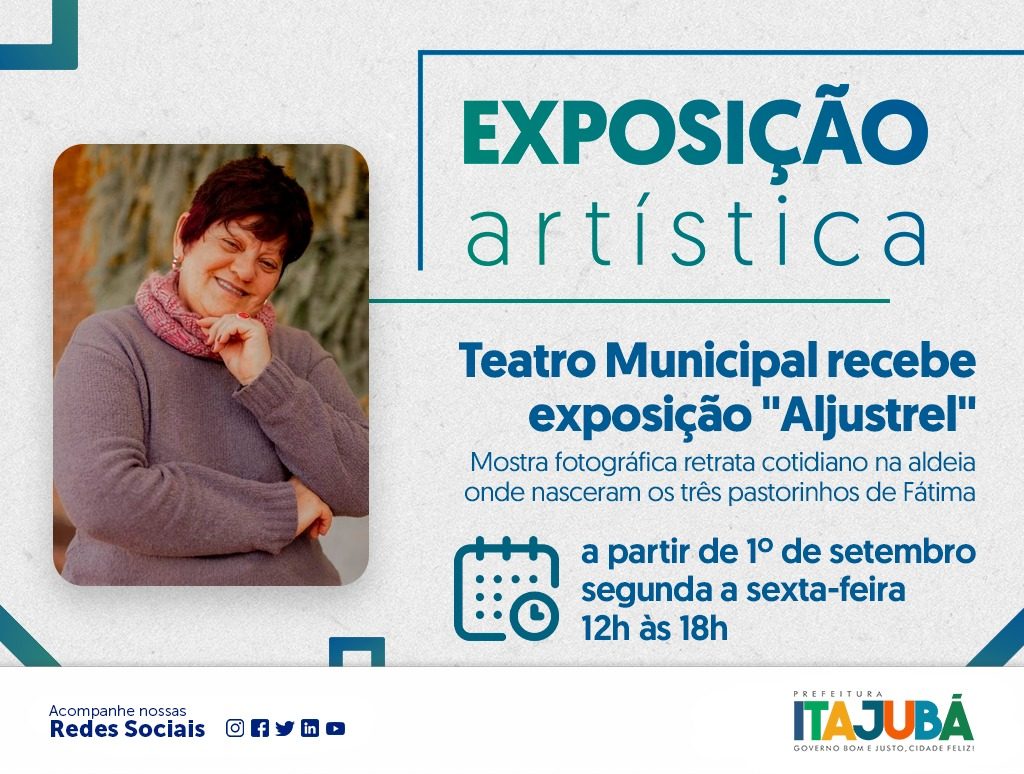 EXPOSIÇÃO
artística
Teatro Municipal recebe
exposição "Aljustrel"
Mostra fotográfica retrata cotidiano na aldeia
onde nasceram os três pastorinhos de Fátima
a partir de 1º de setembro
segunda a sexta-feira
12h às 18h
Acompanhe nossas
Redes Sociais
PREFEITURA
ITAJUBÁ
GOVERNO BOM E JUSTO, CIDADE FELIZ!